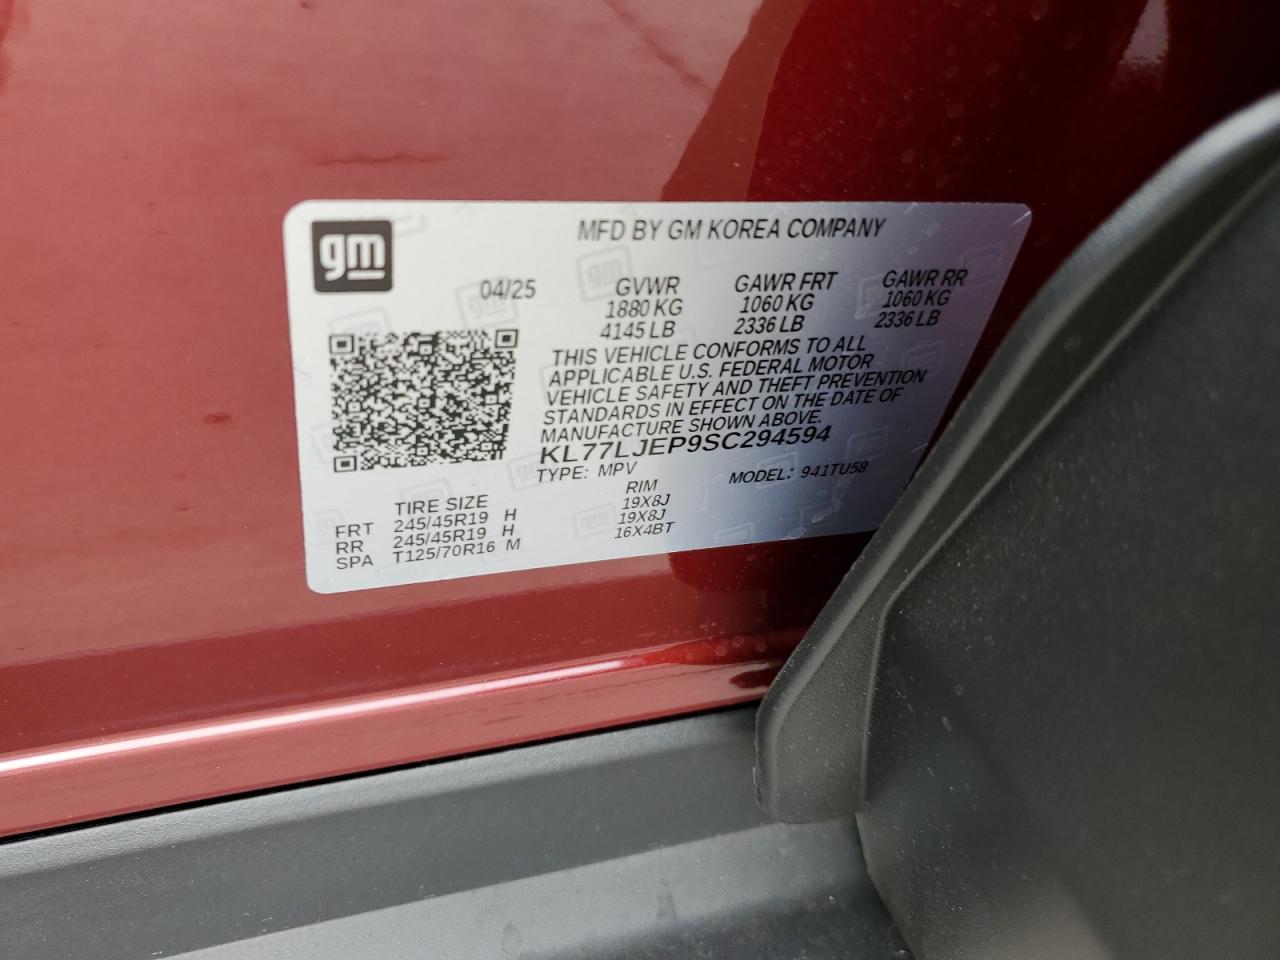 gm
MFD BY GM KOREA COMPANY
04/25 GVWR GAWR FRT GAWR RR
1880 KG 1060 KG 1060 KG
4145 LB 2336 LB 2336 LB
THIS VEHICLE CONFORMS TO ALL
APPLICABLE U.S. FEDERAL MOTOR
VEHICLE SAFETY AND THEFT PREVENTION
STANDARDS IN EFFECT ON THE DATE OF
MANUFACTURE SHOWN ABOVE.
KL77LJEP9SC294594
TYPE: MPV MODEL: 941TU58
TIRE SIZE RIM
FRT 245/45R19 H 19X8J
RR 245/45R19 H 19X8J
SPA T125/70R16 M 16X4BT